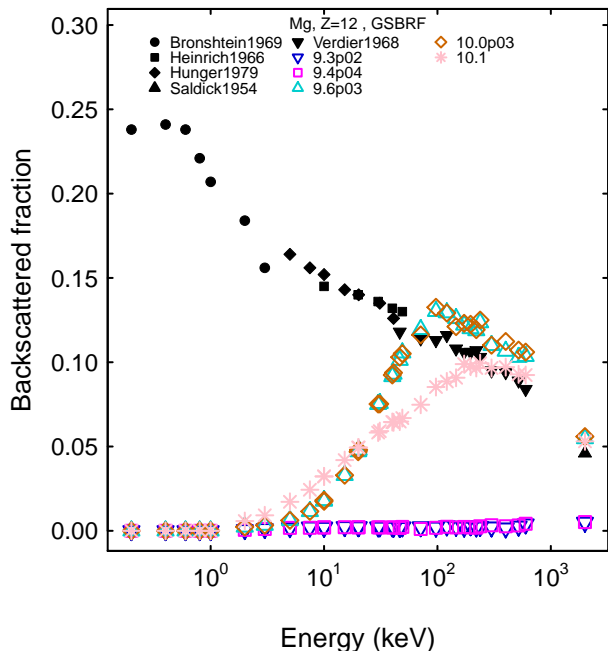 Mg, Z=12 , GSBRF
Bronshtein1969
Heinrich1966
Hunger1979
Saldick1954
Verdier1968
9.3p02
9.4p04
9.6p03
10.0p03
10.1
Backscattered fraction
0.30
0.25
0.20
0.15
0.10
0.05
0.00
10^0
10^1
10^2
10^3
Energy (keV)